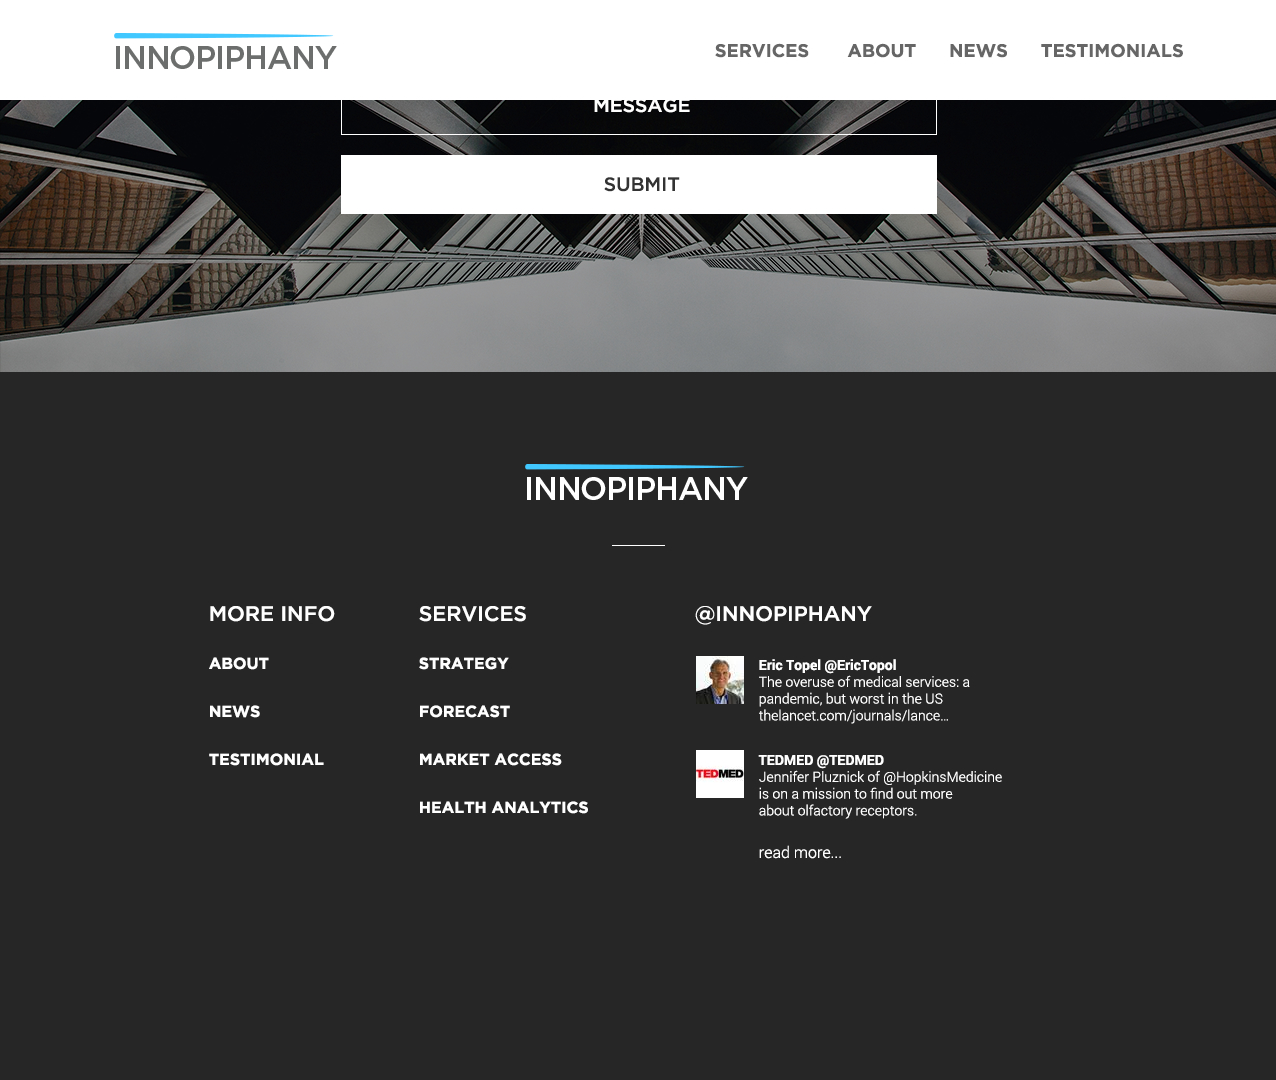 INNOPIPHANY
SERVICES ABOUT NEWS TESTIMONIALS
MESSAGE
SUBMIT
INNOPIPHANY
MORE INFO
ABOUT
NEWS
TESTIMONIAL
SERVICES
STRATEGY
FORECAST
MARKET ACCESS
HEALTH ANALYTICS
@INNOPIPHANY
Eric Topel @EricTopol
The overuse of medical services: a
pandemic, but worst in the US
thelancet.com/journals/lance...
TEDMED
TEDMED @TEDMED
Jennifer Pluznick of @HopkinsMedicine
is on a mission to find out more
about olfactory receptors.
read more...